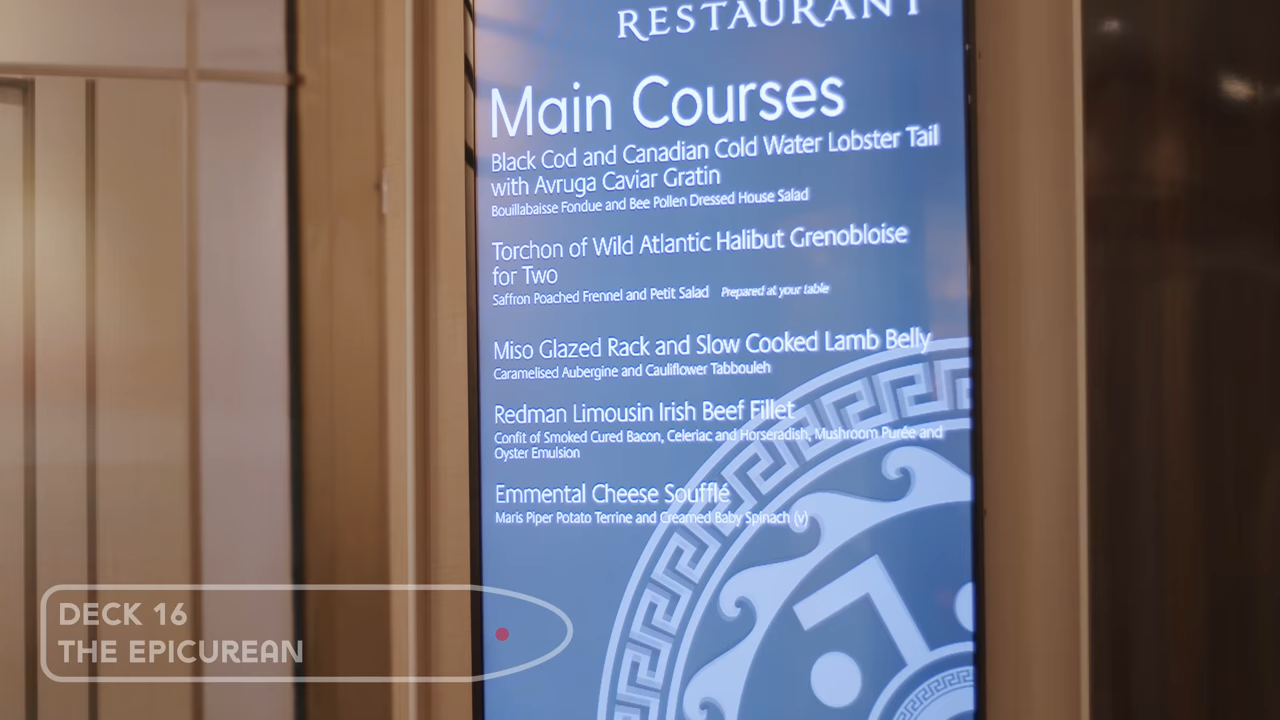 RESTAURANT
Main Courses
Black Cod and Canadian Cold Water Lobster Tail
with Avruga Caviar Gratin
Bouillabaisse Fondue and Bee Pollen Dressed House Salad
Torchon of Wild Atlantic Halibut Grenobloise
for Two
Saffron Poached Frennel and Petit Salad Prepared at your table
Miso Glazed Rack and Slow Cooked Lamb Belly
Caramelised Aubergine and Cauliflower Tabbouleh
Redman Limousin Irish Beef Fillet
Confit of Smoked Cured Bacon, Celeriac and Horseradish, Mushroom Purée and
Oyster Emulsion
Emmental Cheese Soufflé
Maris Piper Potato Terrine and Creamed Baby Spinach (v)
DECK 16
THE EPICUREAN